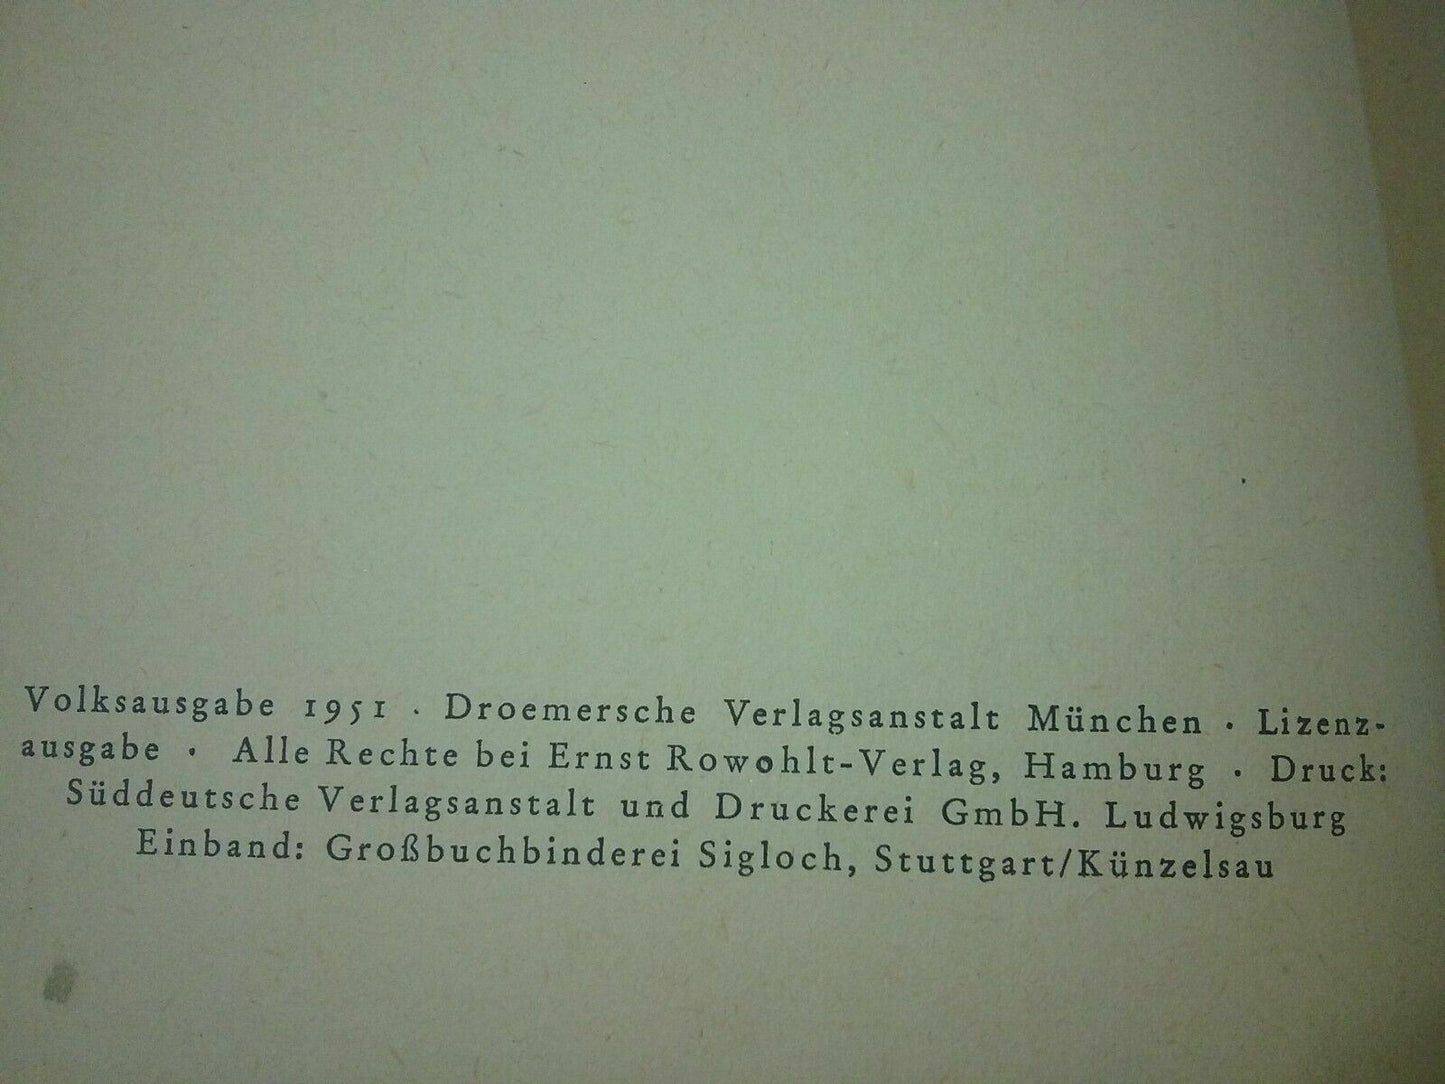 Volksausgabe 1951 · Droemersche Verlagsanstalt München · Lizenz-
ausgabe · Alle Rechte bei Ernst Rowohlt-Verlag, Hamburg · Druck:
Süddeutsche Verlagsanstalt und Druckerei GmbH. Ludwigsburg
Einband: Großbuchbinderei Sigloch, Stuttgart/Künzelsau